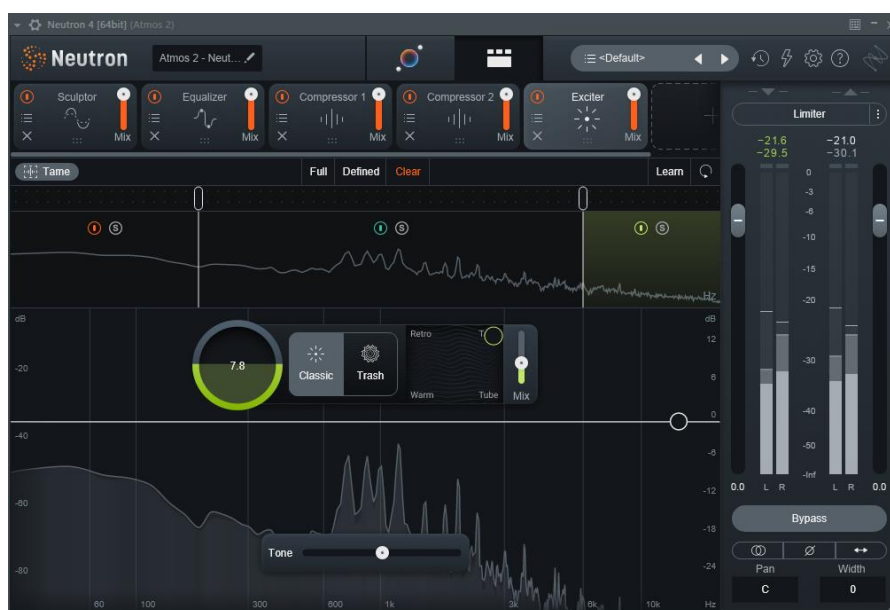 Neutron 4 [64bit] (Atmos 2)
Neutron
Atmos 2 - Neut...
<Default>
Sculptor
Mix
Equalizer
Mix
Compressor 1
Mix
Compressor 2
Mix
Exciter
Mix
Limiter
-21.6 -21.0
-29.5 -30.1
Tame
Full Defined Clear
Learn
S S S
Hz
dB dB
-20
-40
-60
-80
12
6
0
-6
-12
-18
-24
7.8
Classic
Trash
Retro
Warm
Tube
Mix
Tone
60 100 300 600 1k 3k 6k 10k Hz
0
-3
-6
-10
-15
-20
-30
-40
-50
-Inf
0.0 L R L R 0.0
Bypass
Pan Width
C 0